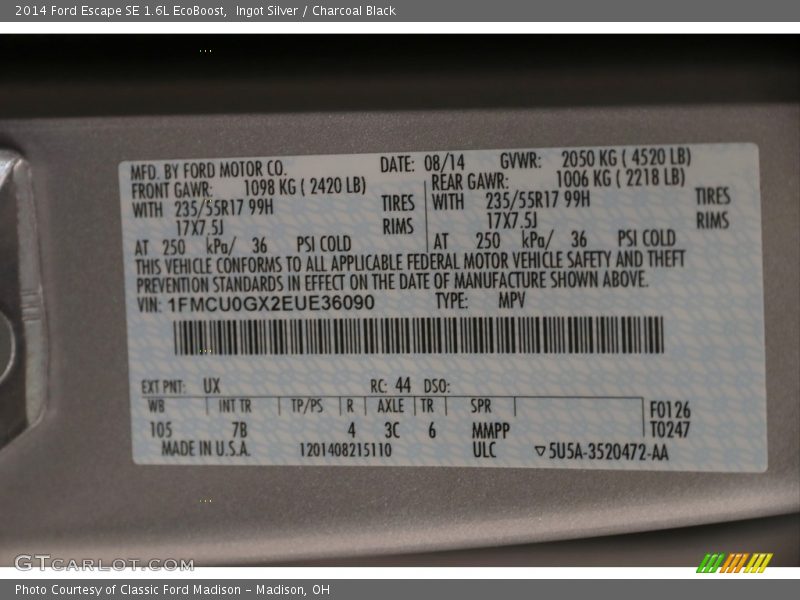 2014 Ford Escape SE 1.6L EcoBoost,  Ingot Silver / Charcoal Black
MFD. BY FORD MOTOR CO. DATE: 08/14 GVWR: 2050 KG ( 4520 LB)
FRONT GAWR: 1098 KG ( 2420 LB) REAR GAWR: 1006 KG ( 2218 LB)
WITH 235/55R17 99H TIRES WITH 235/55R17 99H TIRES
17X7.5J RIMS 17X7.5J RIMS
AT 250 kPa/ 36 PSI COLD AT 250 kPa/ 36 PSI COLD
THIS VEHICLE CONFORMS TO ALL APPLICABLE FEDERAL MOTOR VEHICLE SAFETY AND THEFT
PREVENTION STANDARDS IN EFFECT ON THE DATE OF MANUFACTURE SHOWN ABOVE.
VIN: 1FMCU0GX2EUE36090 TYPE: MPV
EXT PNT: UX RC: 44 DSO:
WB INT TR TP/PS R AXLE TR SPR F0126
105 7B 4 3C 6 MMPP T0247
MADE IN U.S.A. 1201408215110 ULC ▽5U5A-3520472-AA
GTCARLOT.COM
Photo Courtesy of Classic Ford Madison – Madison, OH